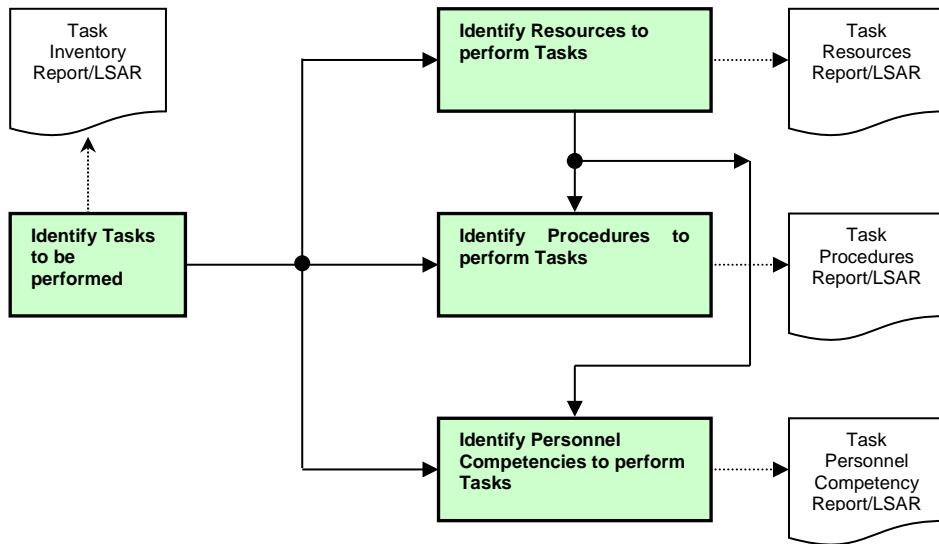 Task
Inventory
Report/LSAR
Identify Resources to
perform Tasks
Task
Resources
Report/LSAR
Identify Tasks
to be
performed
Identify Procedures to
perform Tasks
Task
Procedures
Report/LSAR
Identify Personnel
Competencies to perform
Tasks
Task
Personnel
Competency
Report/LSAR